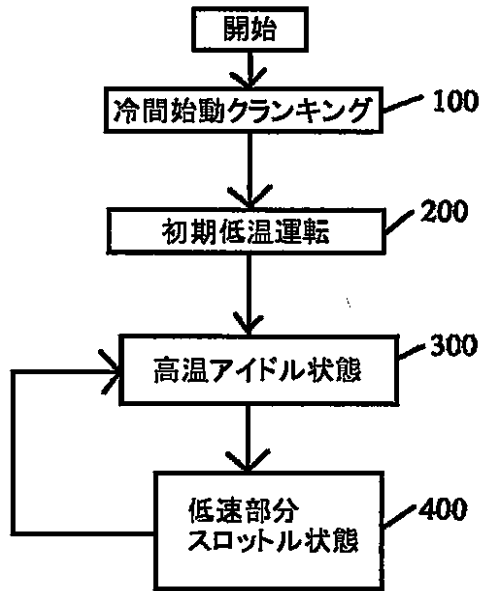 開始
冷間始動クランキング
100
初期低温運転
200
高温アイドル状態
300
低速部分
スロットル状態
400